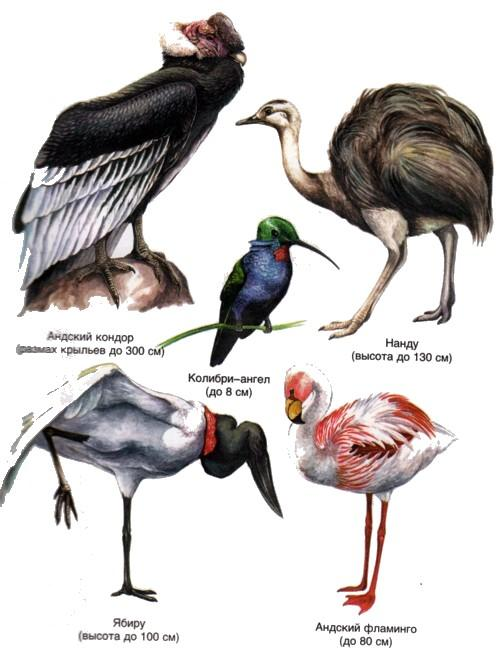 Андский кондор
(размах крыльев до 300 см)
Нанду
(высота до 130 см)
Колибри–ангел
(до 8 см)
Ябиру
(высота до 100 см)
Андский фламинго
(до 80 см)